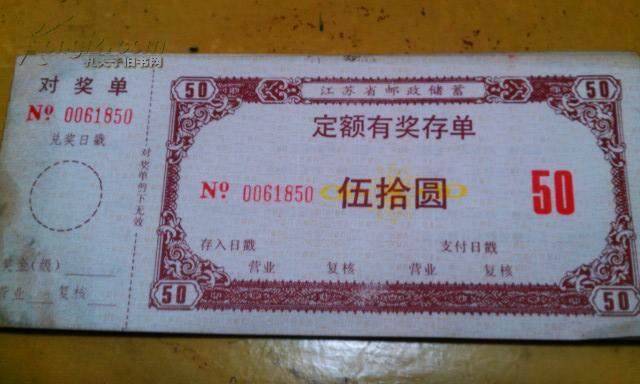 孔夫子旧书网
对奖单
Nº 0061850
兑奖日戳
对奖单剪下无效
奖金(级)
营业 复核
50 江苏省邮政储蓄 50
定额有奖存单
Nº 0061850 伍拾圆 50
存入日戳 支付日戳
营业 复核 营业 复核
50 50